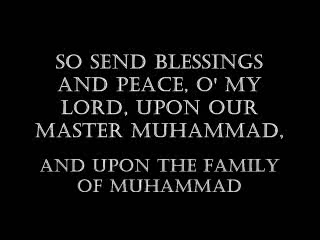 SO SEND BLESSINGS
AND PEACE, O' MY
LORD, UPON OUR
MASTER MUHAMMAD,
AND UPON THE FAMILY
OF MUHAMMAD